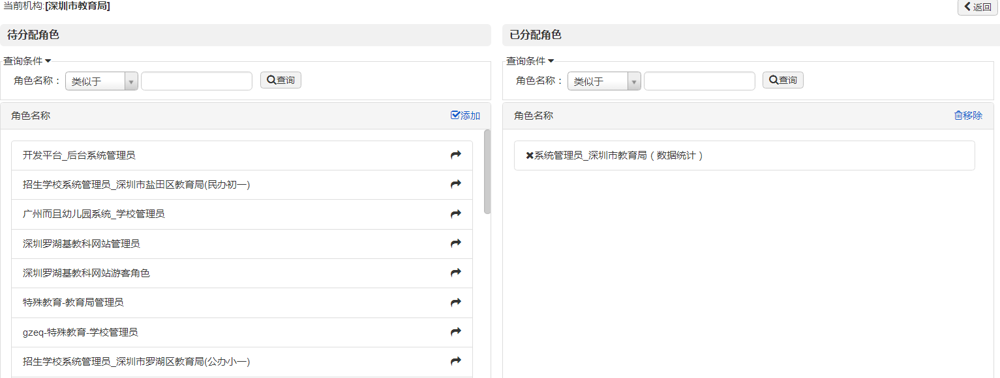 当前机构:[深圳市教育局]
返回
待分配角色
查询条件
角色名称：
类似于
查询
角色名称
添加
开发平台_后台系统管理员
招生学校系统管理员_深圳市盐田区教育局(民办初一)
广州而且幼儿园系统_学校管理员
深圳罗湖基教科网站管理员
深圳罗湖基教科网站游客角色
特殊教育-教育局管理员
gzeq-特殊教育-学校管理员
招生学校系统管理员_深圳市罗湖区教育局(公办小一)
已分配角色
查询条件
角色名称：
类似于
查询
角色名称
移除
系统管理员_深圳市教育局（数据统计）